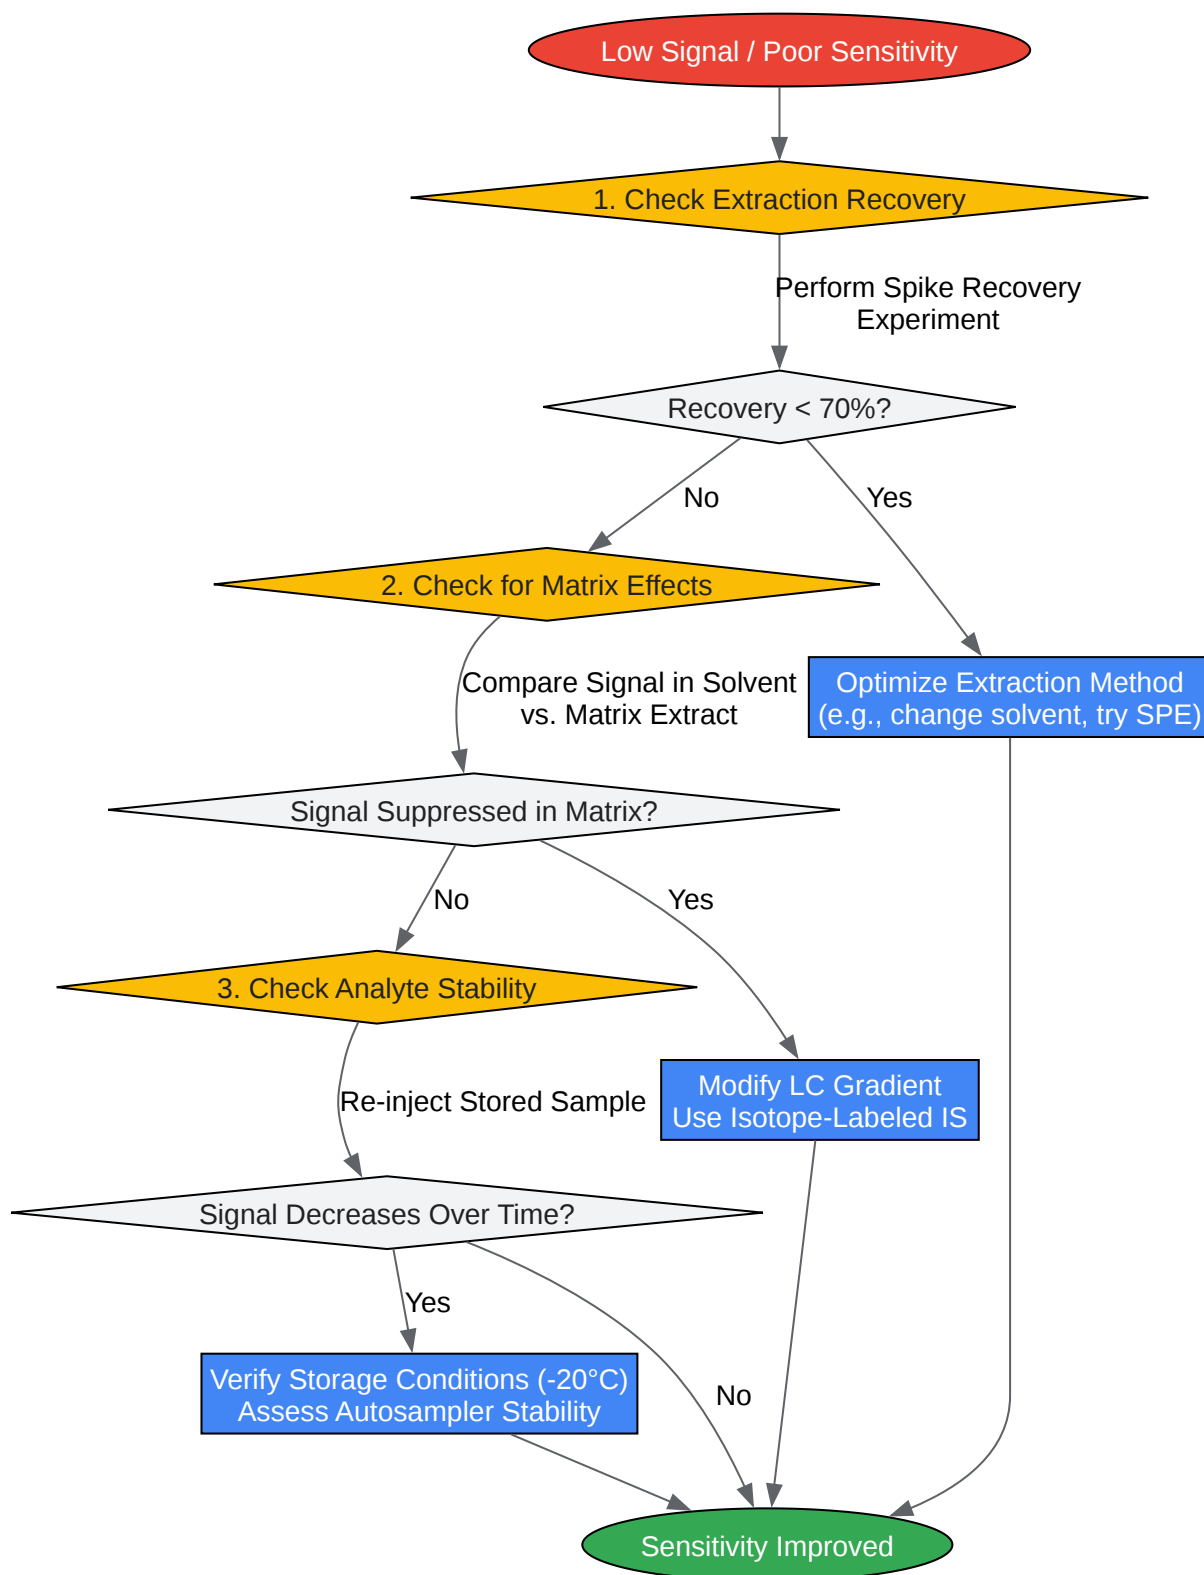 Low Signal / Poor Sensitivity
1. Check Extraction Recovery
Perform Spike Recovery
Experiment
Recovery < 70%?
No
Yes
2. Check for Matrix Effects
Optimize Extraction Method
(e.g., change solvent, try SPE)
Compare Signal in Solvent
vs. Matrix Extract
Signal Suppressed in Matrix?
No
Yes
3. Check Analyte Stability
Modify LC Gradient
Use Isotope-Labeled IS
Re-inject Stored Sample
Signal Decreases Over Time?
Yes
No
Verify Storage Conditions (-20°C)
Assess Autosampler Stability
Sensitivity Improved